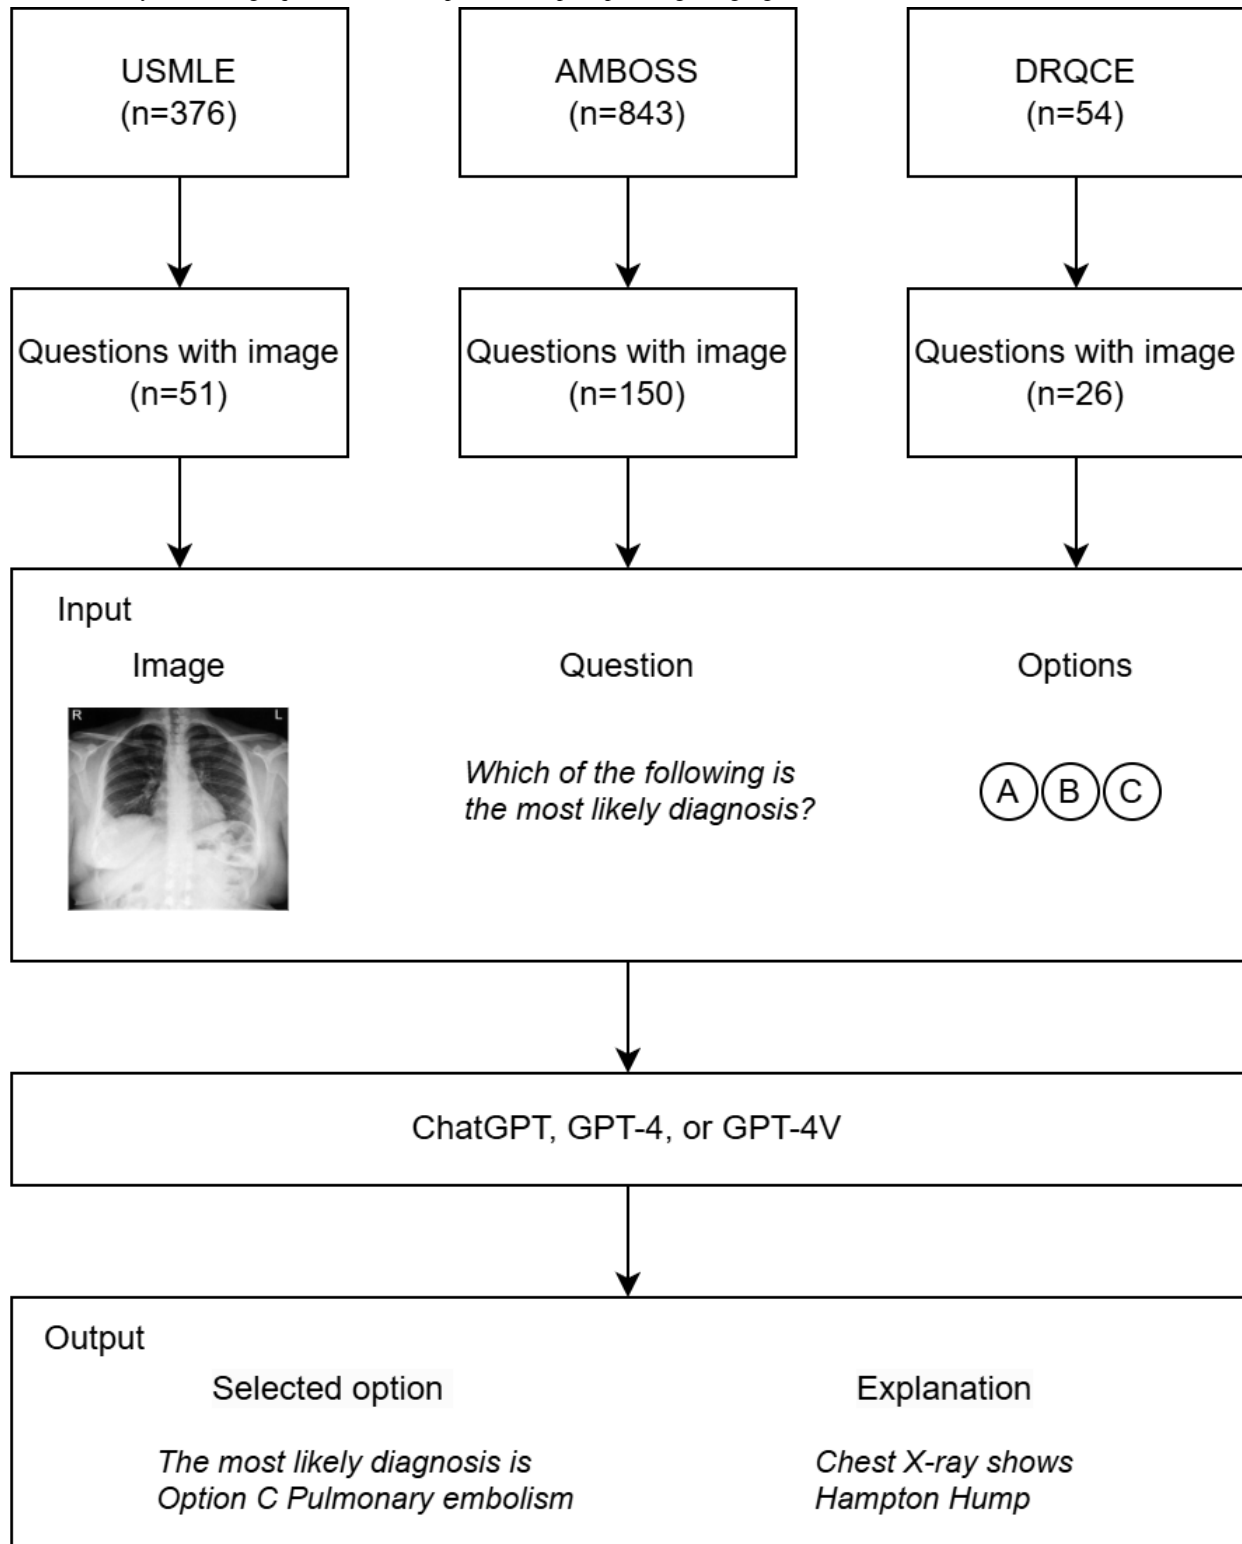 USMLE
(n=376)
AMBOSS
(n=843)
DRQCE
(n=54)
Questions with image
(n=51)
Questions with image
(n=150)
Questions with image
(n=26)
Input
Image
Question
Options
R
L
Which of the following is
the most likely diagnosis?
A B C
ChatGPT, GPT-4, or GPT-4V
Output
Selected option
Explanation
The most likely diagnosis is
Option C Pulmonary embolism
Chest X-ray shows
Hampton Hump